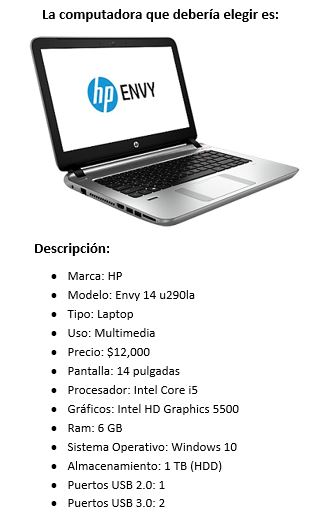 La computadora que debería elegir es:
hp ENVY
hp
Descripción:
• Marca: HP
• Modelo: Envy 14 u290la
• Tipo: Laptop
• Uso: Multimedia
• Precio: $12,000
• Pantalla: 14 pulgadas
• Procesador: Intel Core i5
• Gráficos: Intel HD Graphics 5500
• Ram: 6 GB
• Sistema Operativo: Windows 10
• Almacenamiento: 1 TB (HDD)
• Puertos USB 2.0: 1
• Puertos USB 3.0: 2